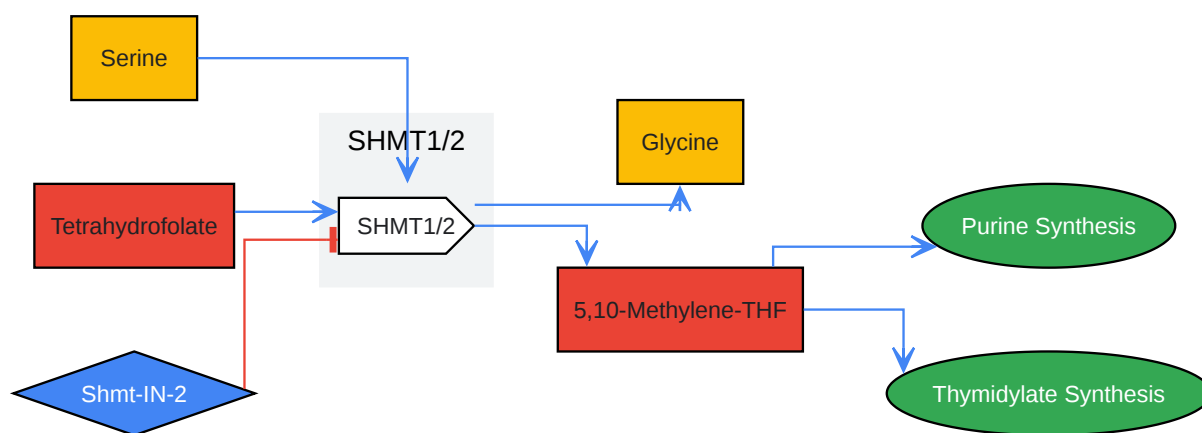 Serine
SHMT1/2
Glycine
Tetrahydrofolate
SHMT1/2
Purine Synthesis
5,10-Methylene-THF
Shmt-IN-2
Thymidylate Synthesis